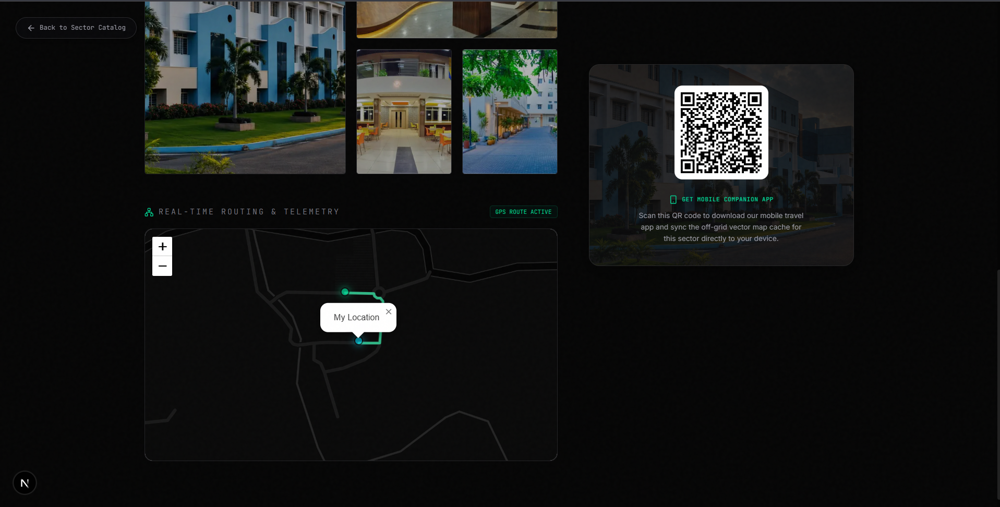 Back to Sector Catalog
REAL-TIME ROUTING & TELEMETRY
GPS ROUTE ACTIVE
+
−
My Location
×
GET MOBILE COMPANION APP
Scan this QR code to download our mobile travel
app and sync the off-grid vector map cache for
this sector directly to your device.
N